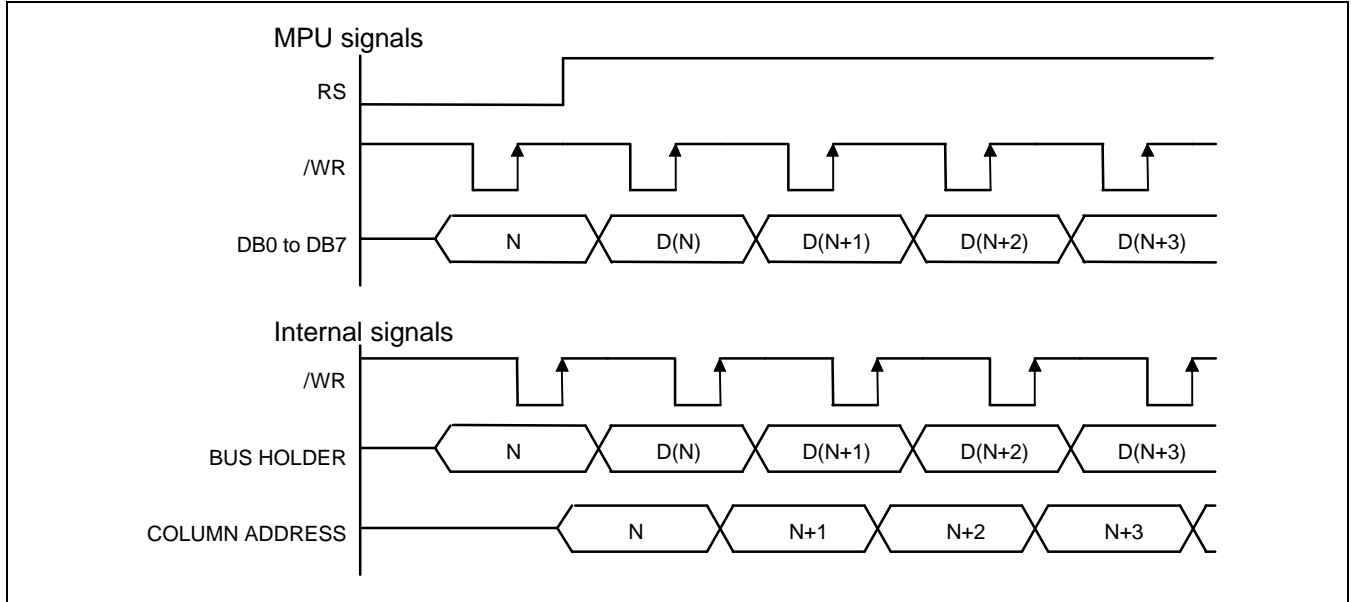 MPU signals
RS
/WR
DB0 to DB7 N D(N) D(N+1) D(N+2) D(N+3)
Internal signals
/WR
BUS HOLDER N D(N) D(N+1) D(N+2) D(N+3)
COLUMN ADDRESS N N+1 N+2 N+3